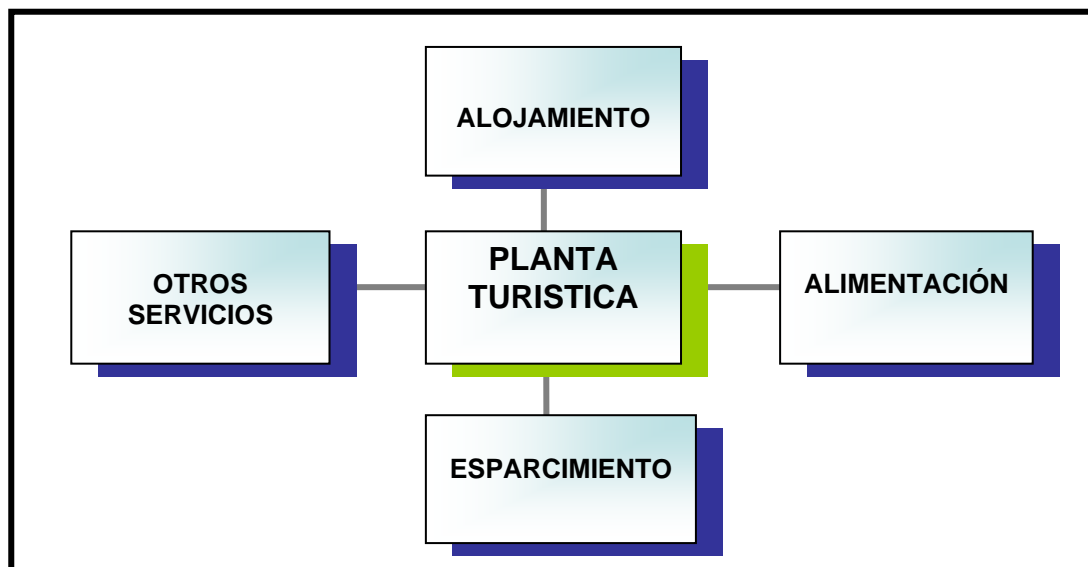 ALOJAMIENTO
OTROS
SERVICIOS
PLANTA
TURISTICA
ALIMENTACIÓN
ESPARCIMIENTO